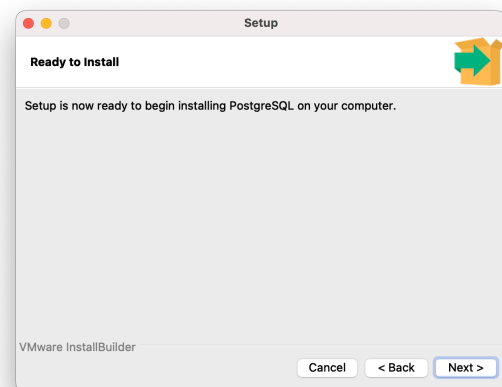 Setup
Ready to Install
Setup is now ready to begin installing PostgreSQL on your computer.
VMware InstallBuilder
Cancel
< Back
Next >